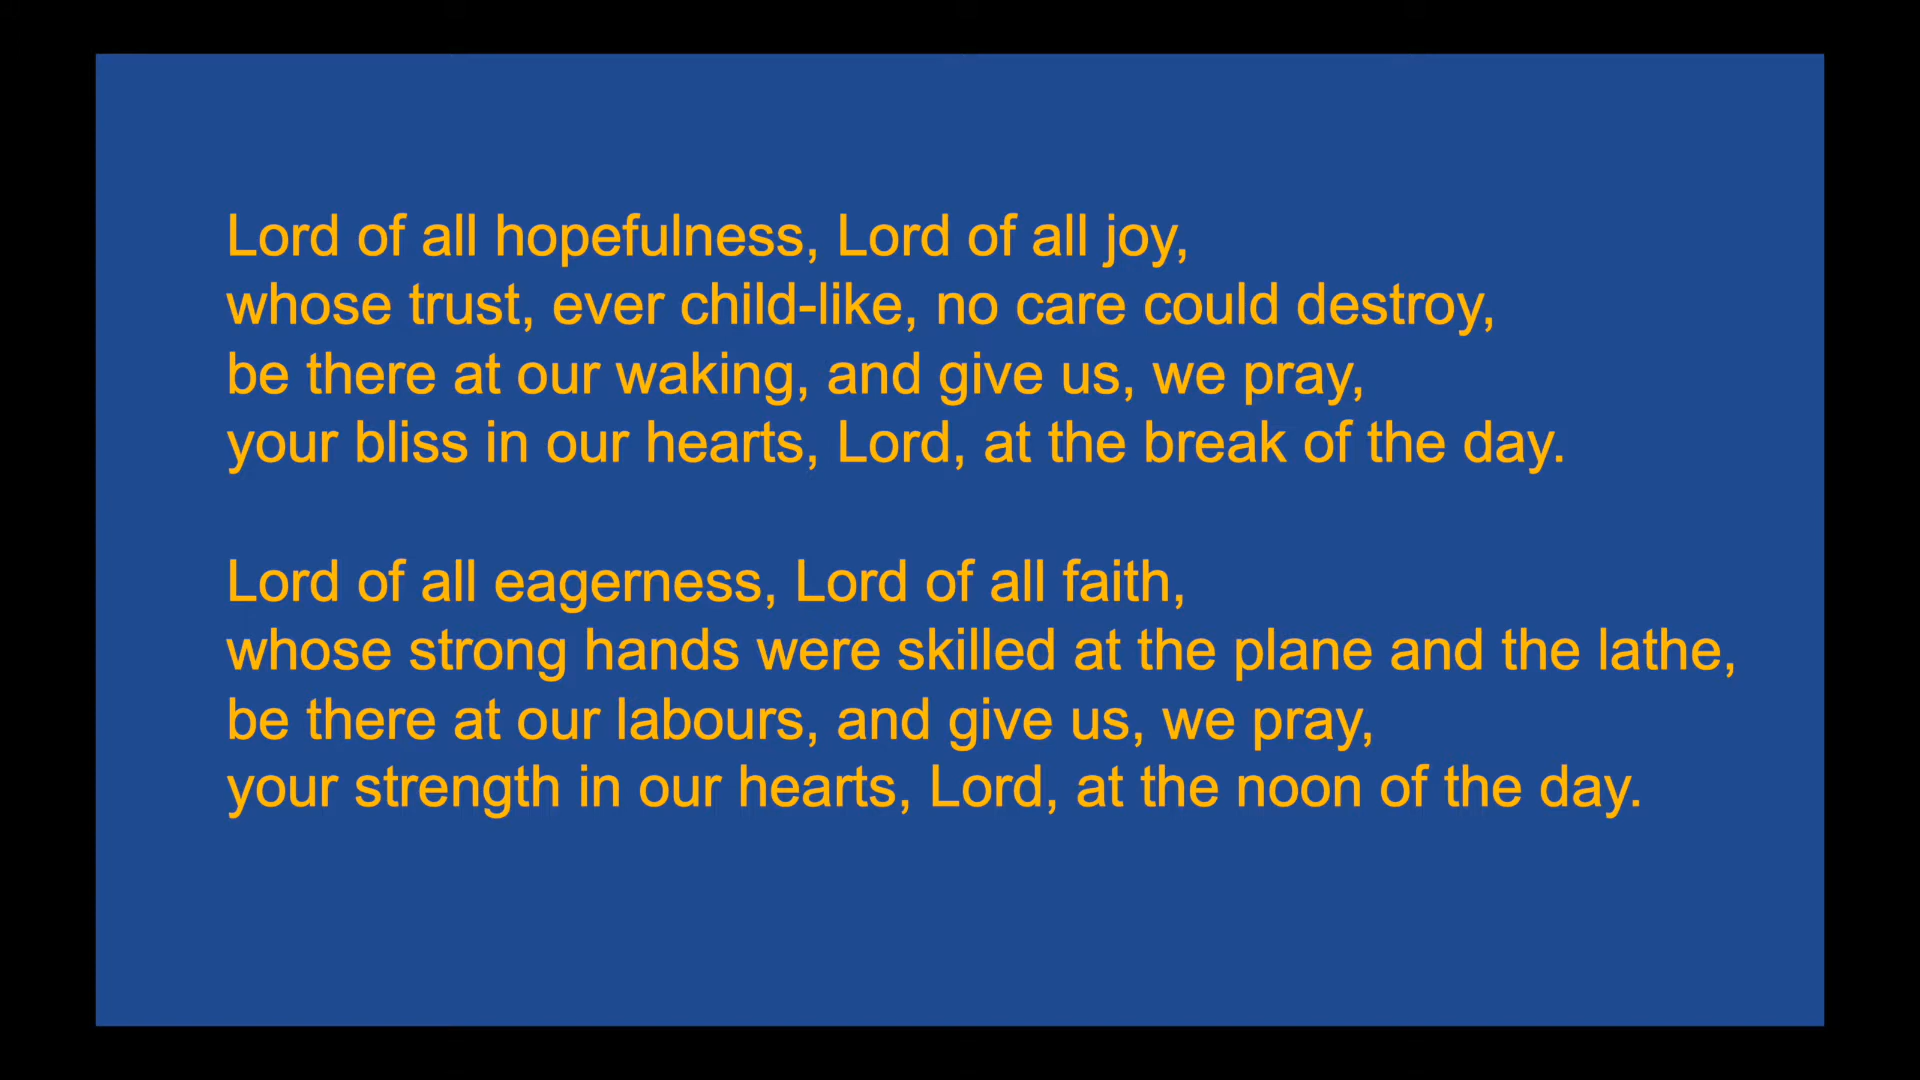 Lord of all hopefulness, Lord of all joy,
whose trust, ever child-like, no care could destroy,
be there at our waking, and give us, we pray,
your bliss in our hearts, Lord, at the break of the day.
Lord of all eagerness, Lord of all faith,
whose strong hands were skilled at the plane and the lathe,
be there at our labours, and give us, we pray,
your strength in our hearts, Lord, at the noon of the day.